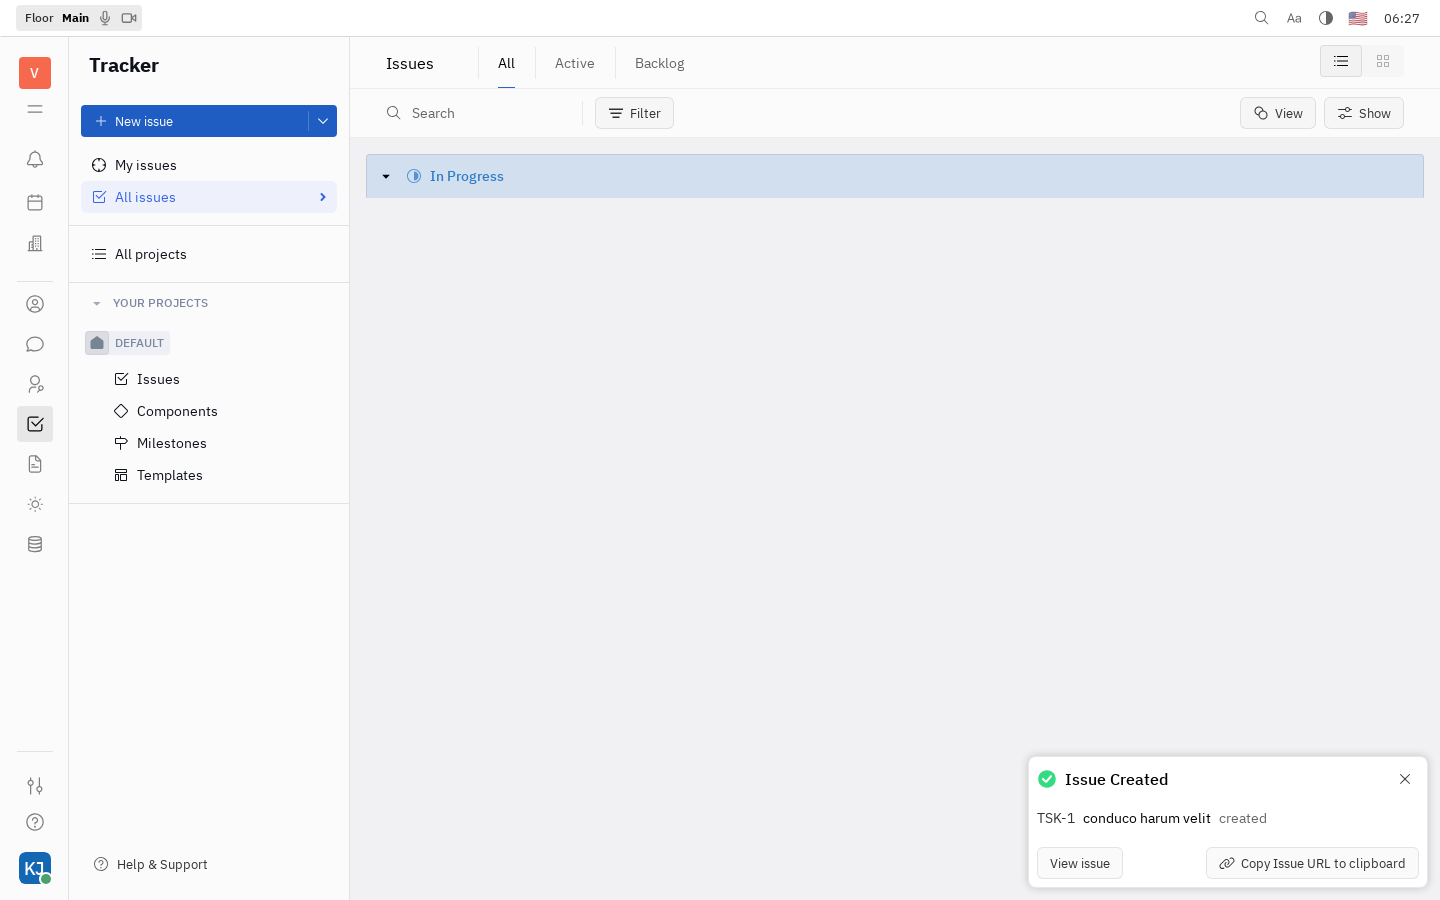 Floor Main
Aa
06:27
V
Tracker
New issue
My issues
All issues
All projects
YOUR PROJECTS
DEFAULT
Issues
Components
Milestones
Templates
Help & Support
KJ
Issues
All
Active
Backlog
Search
Filter
View
Show
In Progress
Issue Created
TSK-1 conduco harum velit created
View issue
Copy Issue URL to clipboard